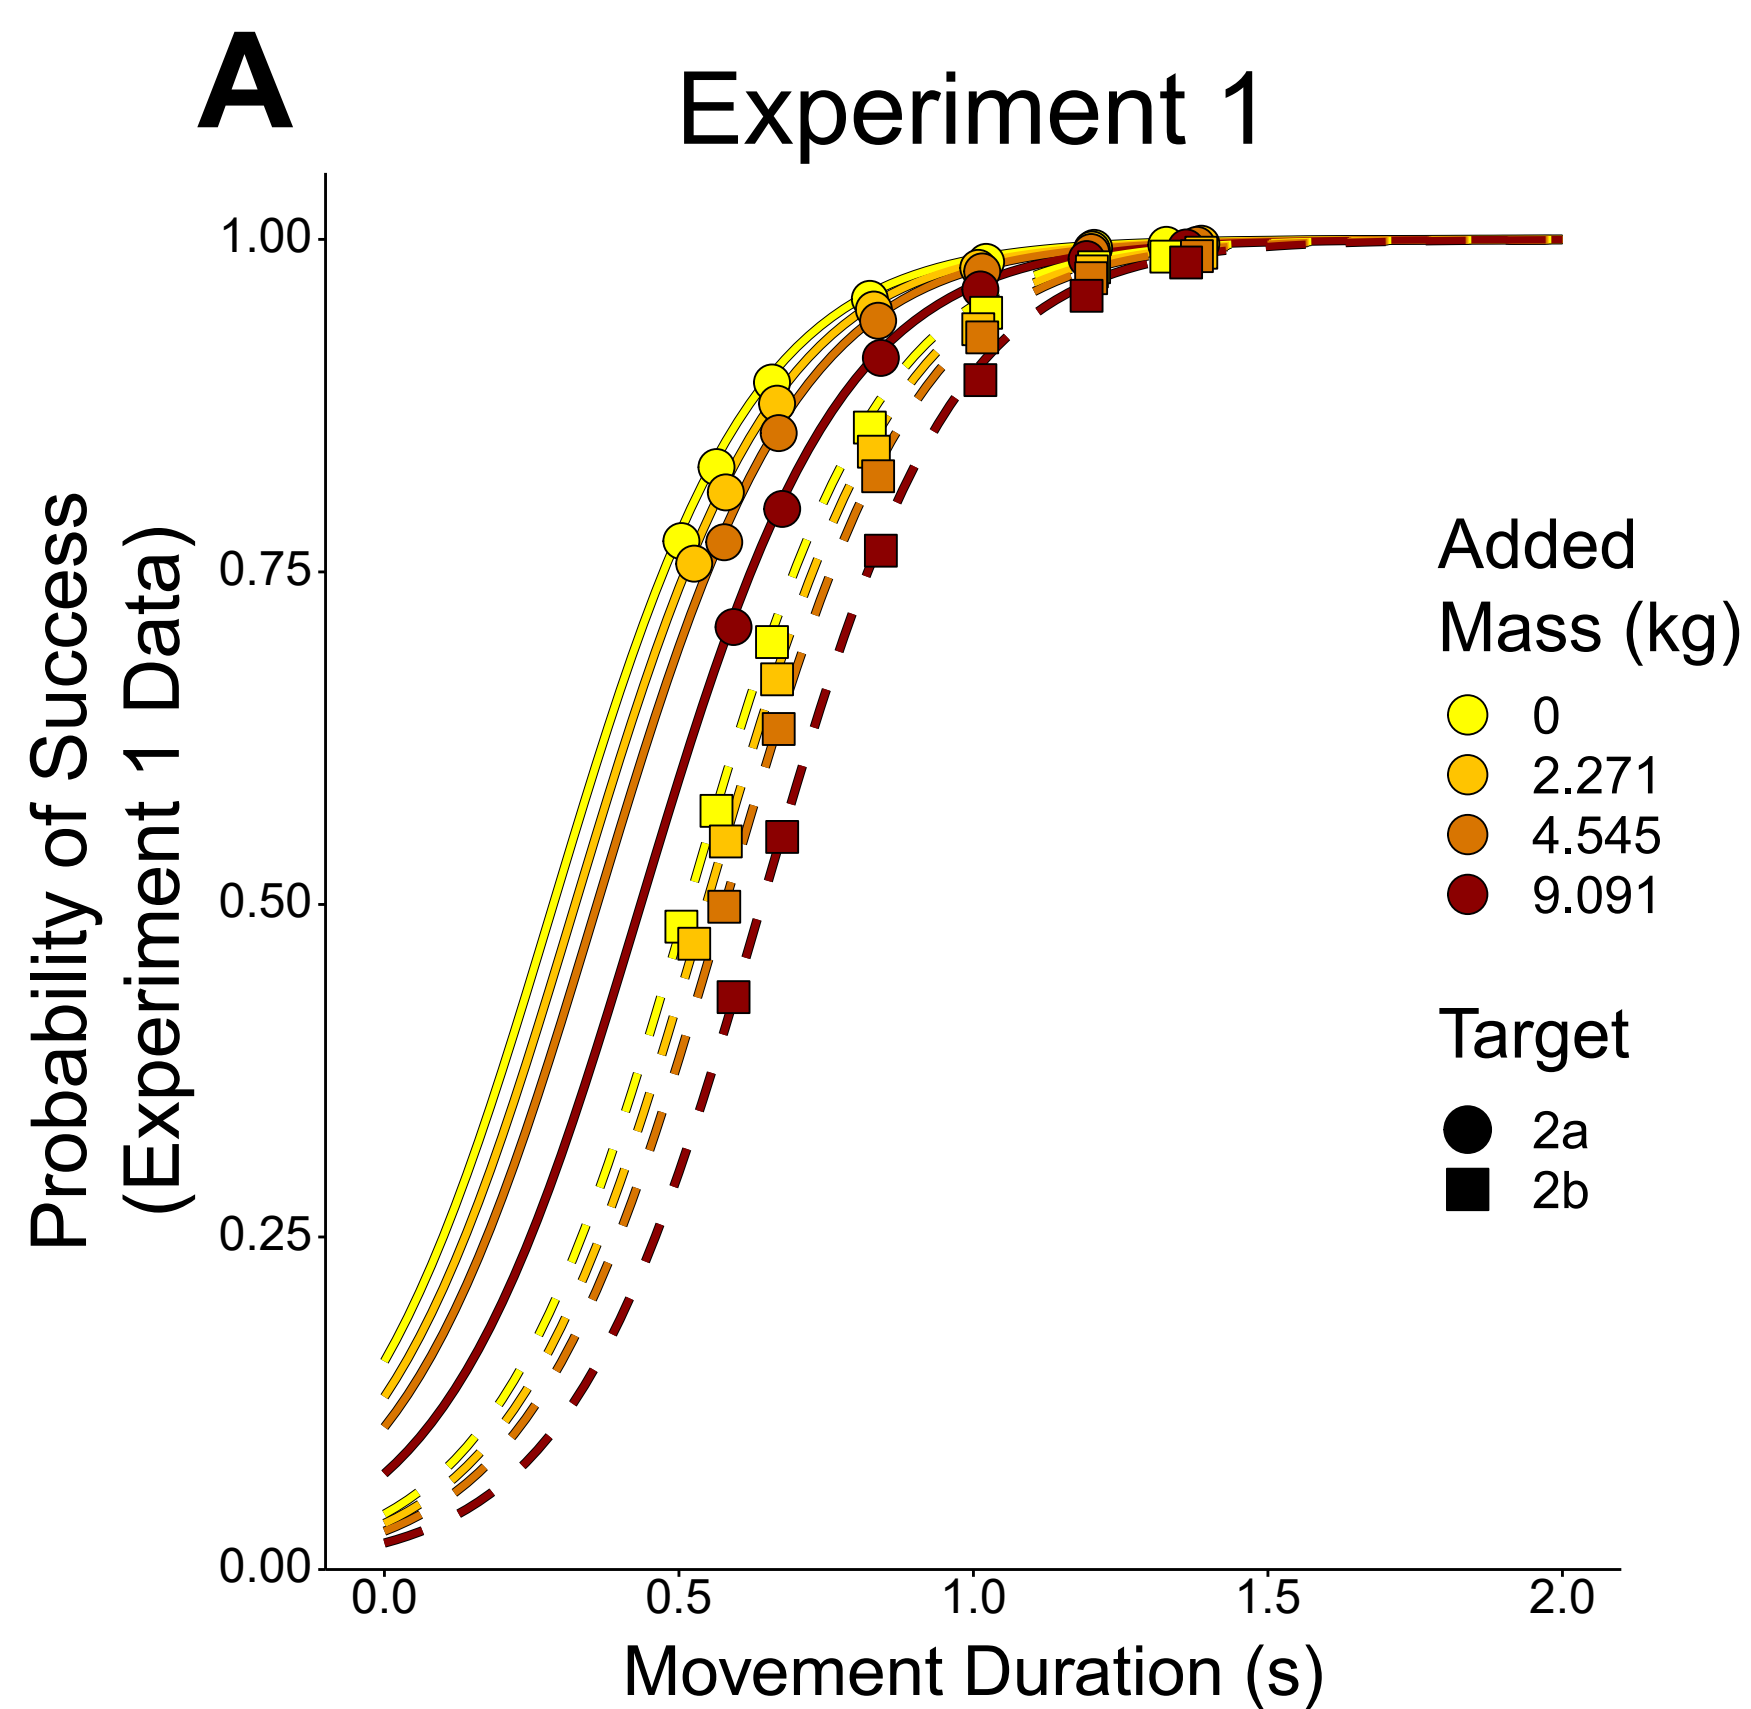 A
Experiment 1
Probability of Success
(Experiment 1 Data)
1.00
0.75
0.50
0.25
0.00
0.0
0.5
1.0
1.5
2.0
Movement Duration (s)
Added
Mass (kg)
0
2.271
4.545
9.091
Target
2a
2b